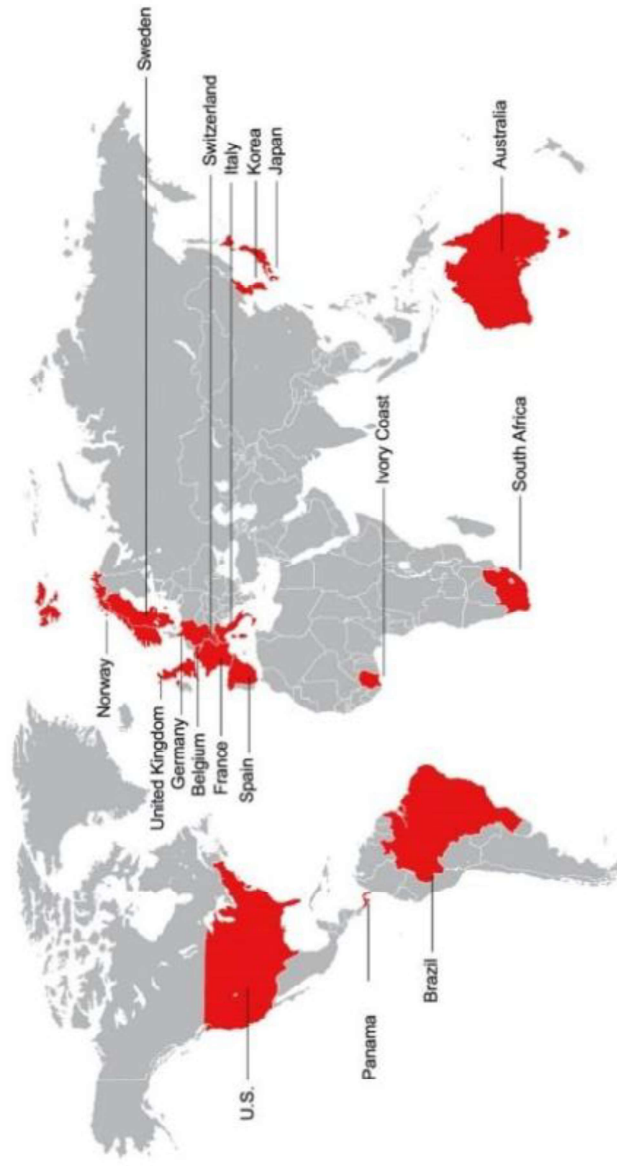 Norway
Sweden
United Kingdom
Germany
Belgium
France
Spain
Switzerland
Italy
Korea
Japan
U.S.
Panama
Brazil
Ivory Coast
South Africa
Australia